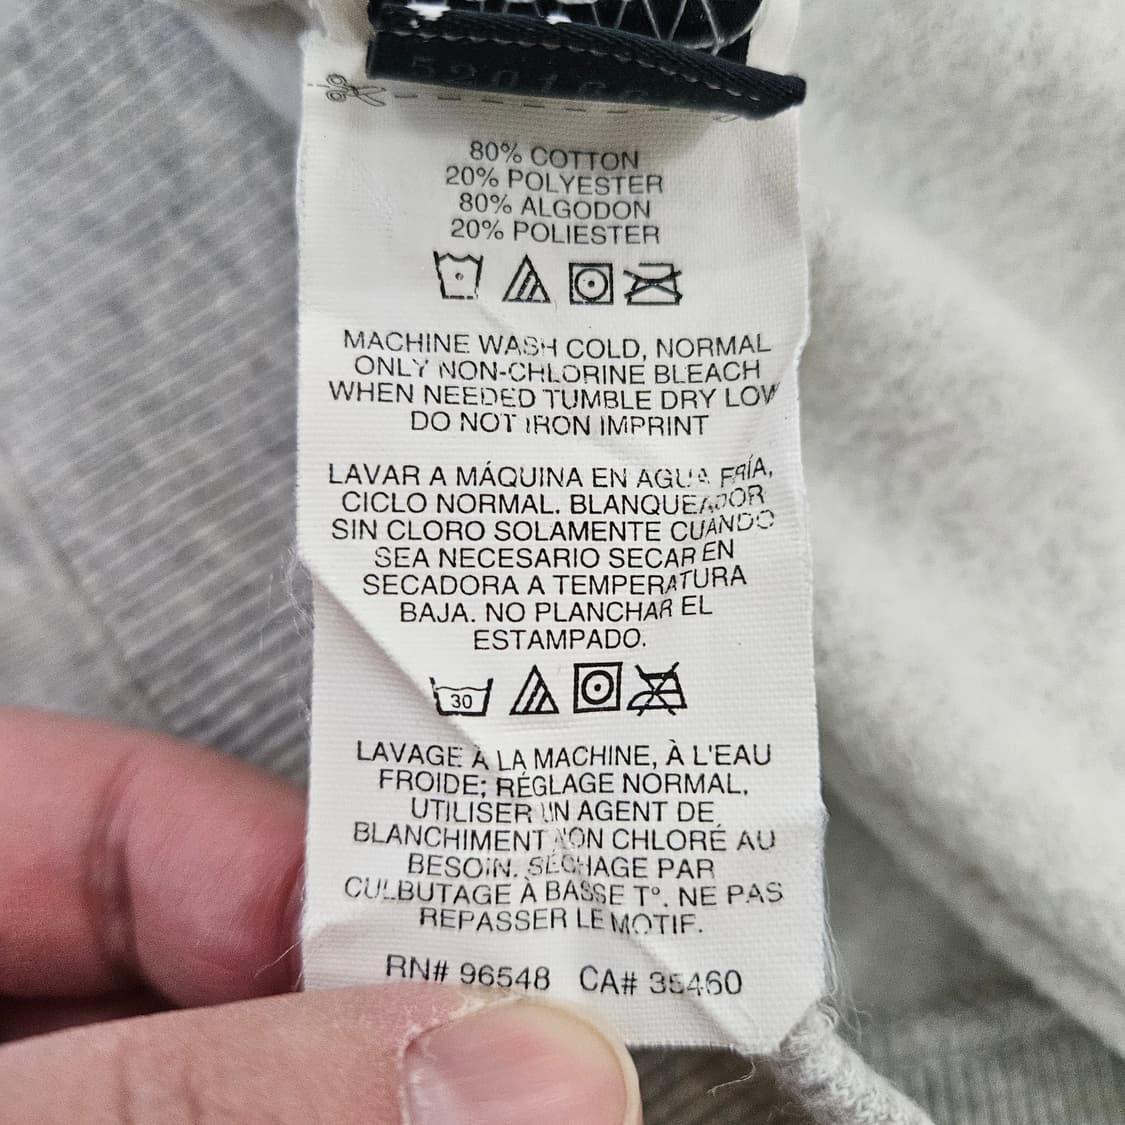 80% COTTON
20% POLYESTER
80% ALGODON
20% POLIESTER
MACHINE WASH COLD, NORMAL
ONLY NON-CHLORINE BLEACH
WHEN NEEDED TUMBLE DRY LOW
DO NOT IRON IMPRINT
LAVAR A MÁQUINA EN AGUA FRÍA,
CICLO NORMAL. BLANQUEADOR
SIN CLORO SOLAMENTE CUANDO
SEA NECESARIO SECAR EN
SECADORA A TEMPERATURA
BAJA. NO PLANCHAR EL
ESTAMPADO.
30
LAVAGE À LA MACHINE, À L'EAU
FROIDE; RÉGLAGE NORMAL.
UTILISER UN AGENT DE
BLANCHIMENT NON CHLORÉ AU
BESOIN. SÉCHAGE PAR
CULBUTAGE À BASSE T°. NE PAS
REPASSER LE MOTIF.
RN# 96548 CA# 35460